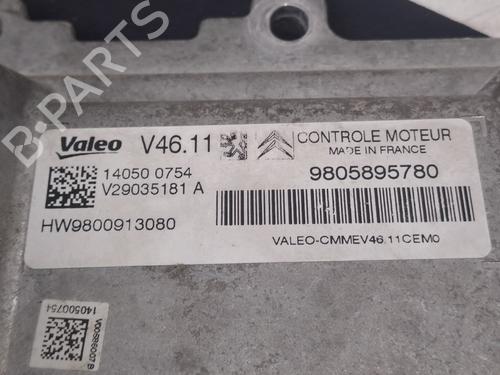 B-PARTS
Valeo V46.11
CONTROLE MOTEUR
MADE IN FRANCE
14050 0754
V29035181 A
9805895780
HW9800913080
VALEO-CMMEV46.11CEM0
140500754